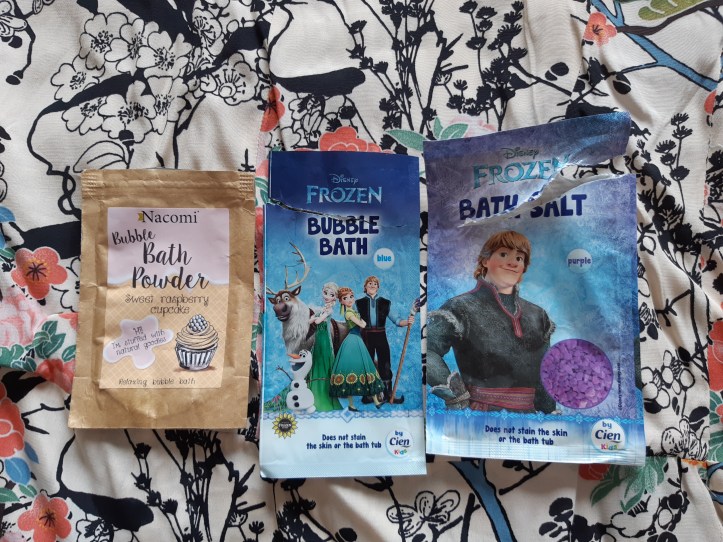 Nacomi
Bubble
Bath
Powder
Sweet raspberry
cupcake
Hi!
I'm stuffed with
natural goodies
Relaxing bubble bath
Disney
FROZEN
BUBBLE
BATH
blue
Does not stain
the skin or the bath tub
by
Cien
Kids
Disney
FROZEN
BATH SALT
purple
Does not stain the skin
or the bath tub
by
Cien
Kids